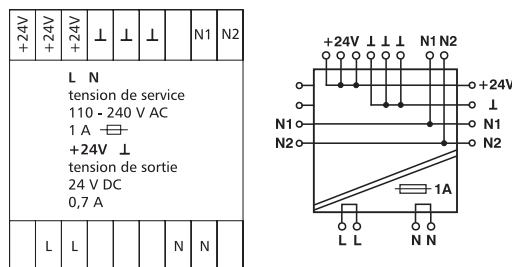 +24V +24V +24V ⊥ ⊥ ⊥ N1 N2
L N
tension de service
110 - 240 V AC
1 A
+24V ⊥
tension de sortie
24 V DC
0,7 A
L L N N
+24V ⊥ ⊥ ⊥ N1 N2
+24V
⊥
N1 N1
N2 N2
1A
L L N N